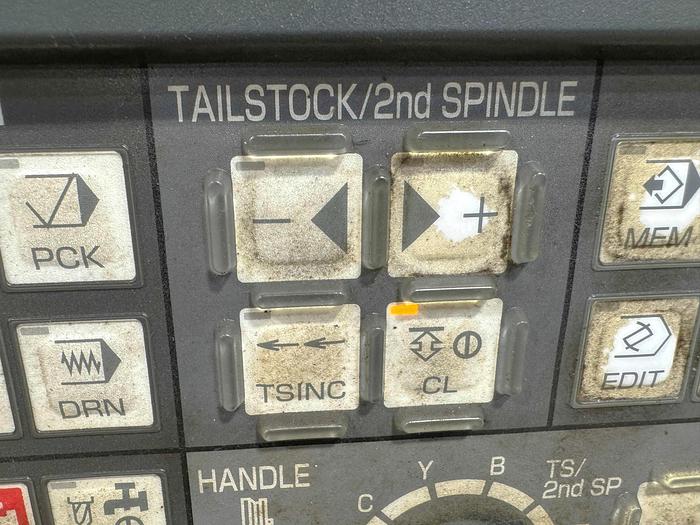 TAILSTOCK/2nd SPINDLE
PCK
−
+
MEM
DRN
TSINC
CL
EDIT
HANDLE
C
Y
B
TS/
2nd SP